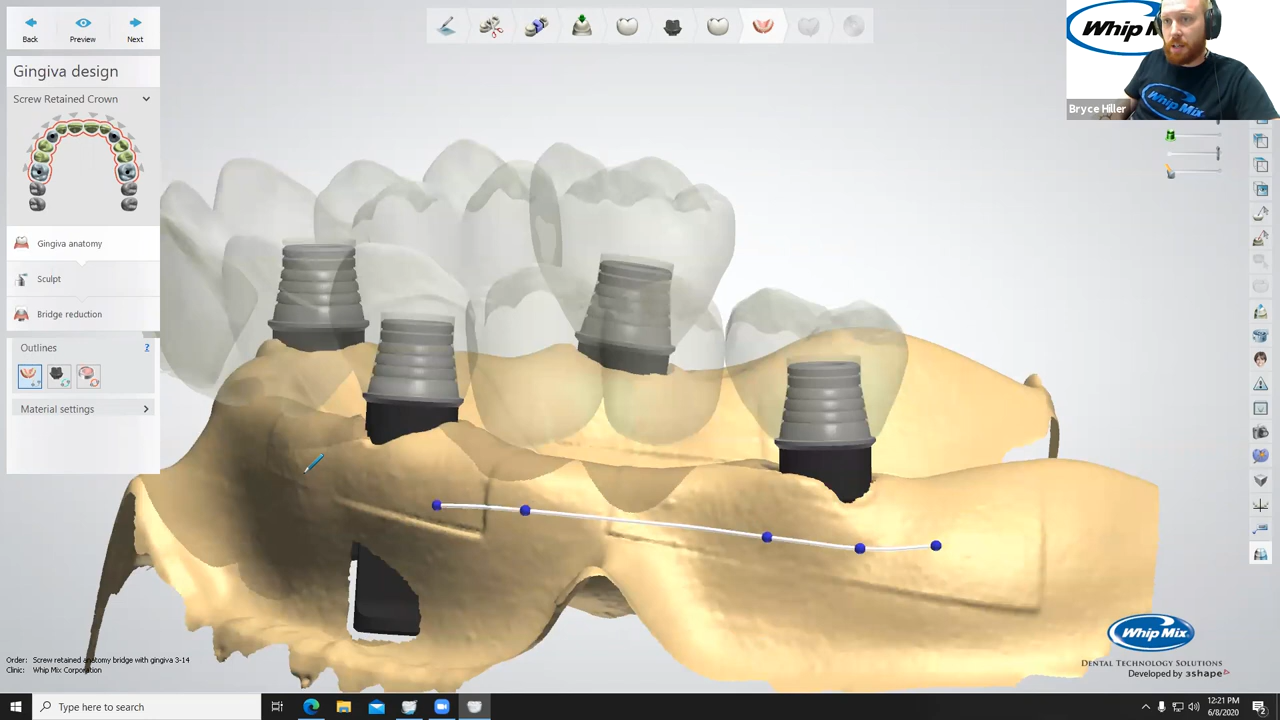 Back
Preview
Next
Gingiva design
Screw Retained Crown
Gingiva anatomy
Sculpt
Bridge reduction
Outlines
?
Material settings
Whip M
Whip Mix
Bryce Hiller
Whip Mix
DENTAL TECHNOLOGY SOLUTIONS
Developed by 3shape
Order: Screw retained anatomy bridge with gingiva 3-14
Clinic: Whip Mix Corporation
Type here to search
12:21 PM
6/8/2020
2